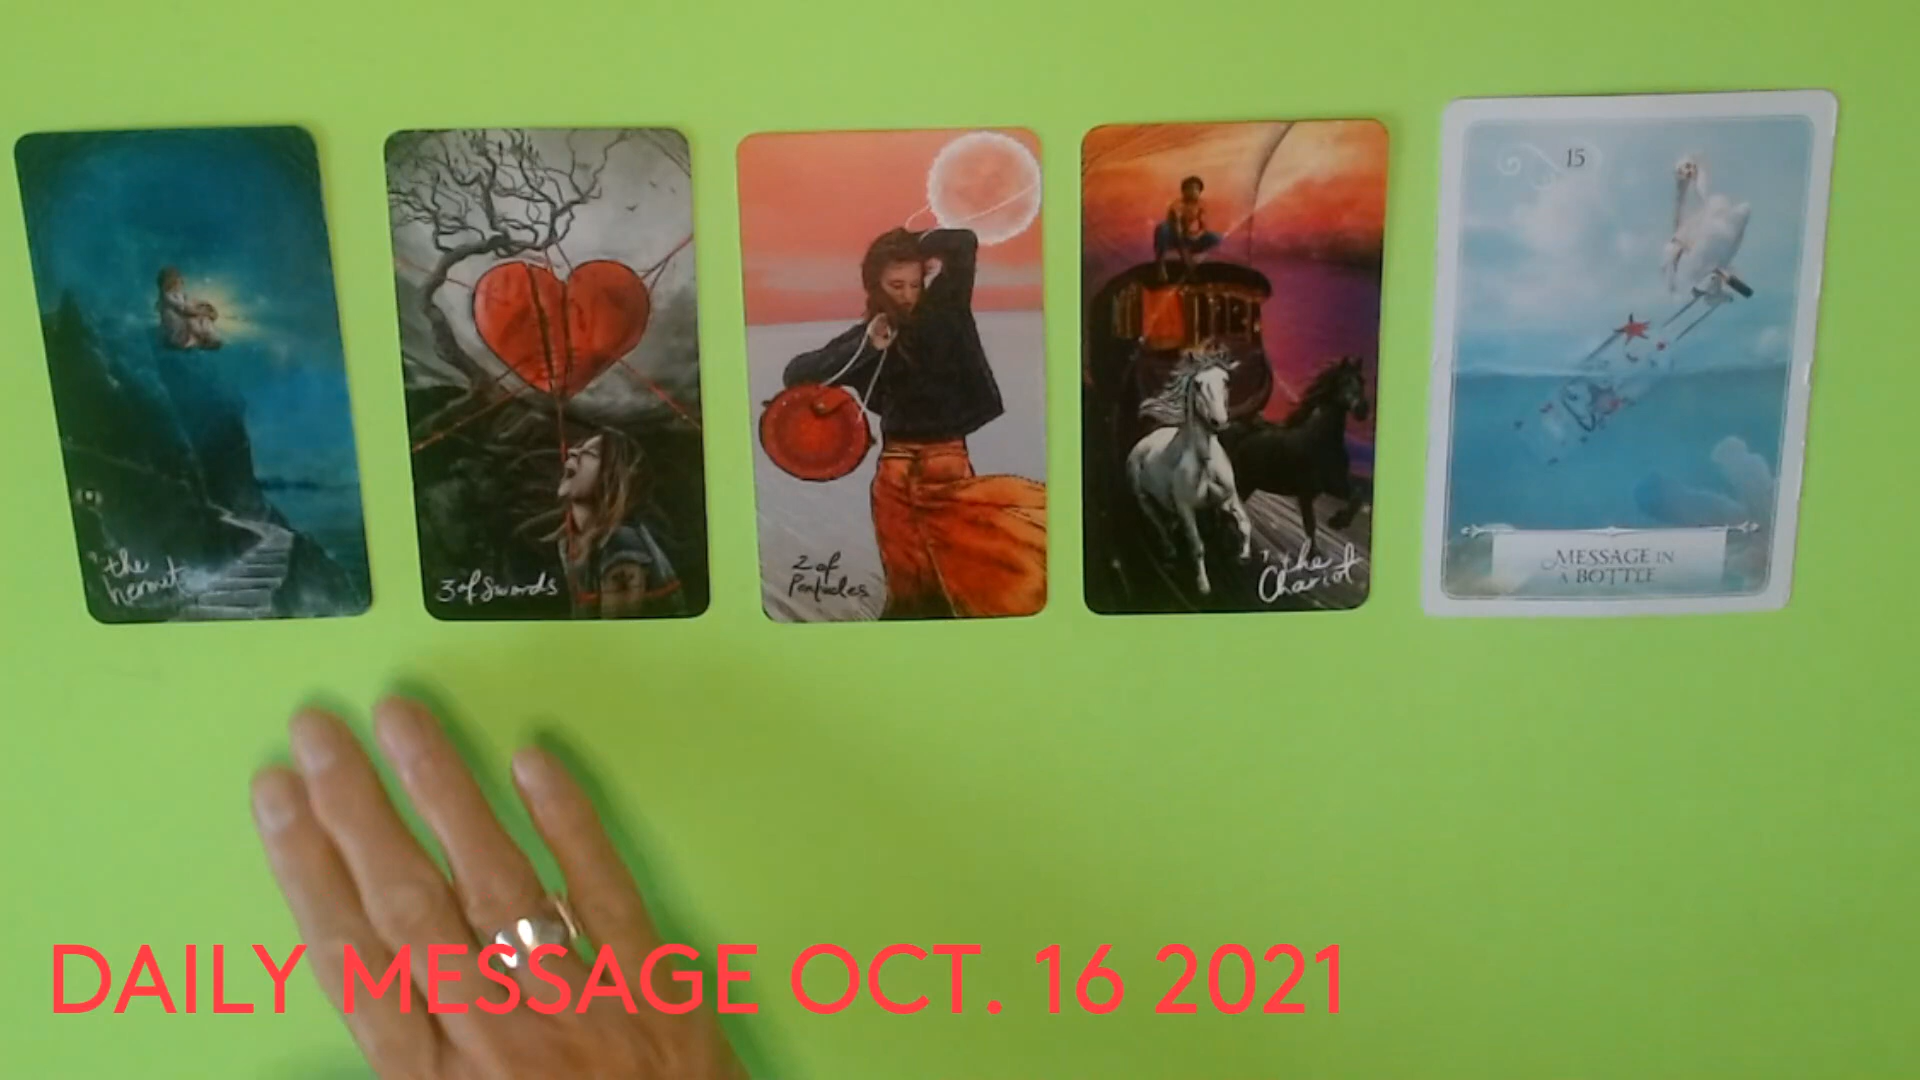 the
hermit
3 of Swords
2 of
Pentacles
the
Chariot
15
MESSAGE IN
A BOTTLE
DAILY MESSAGE OCT. 16 2021